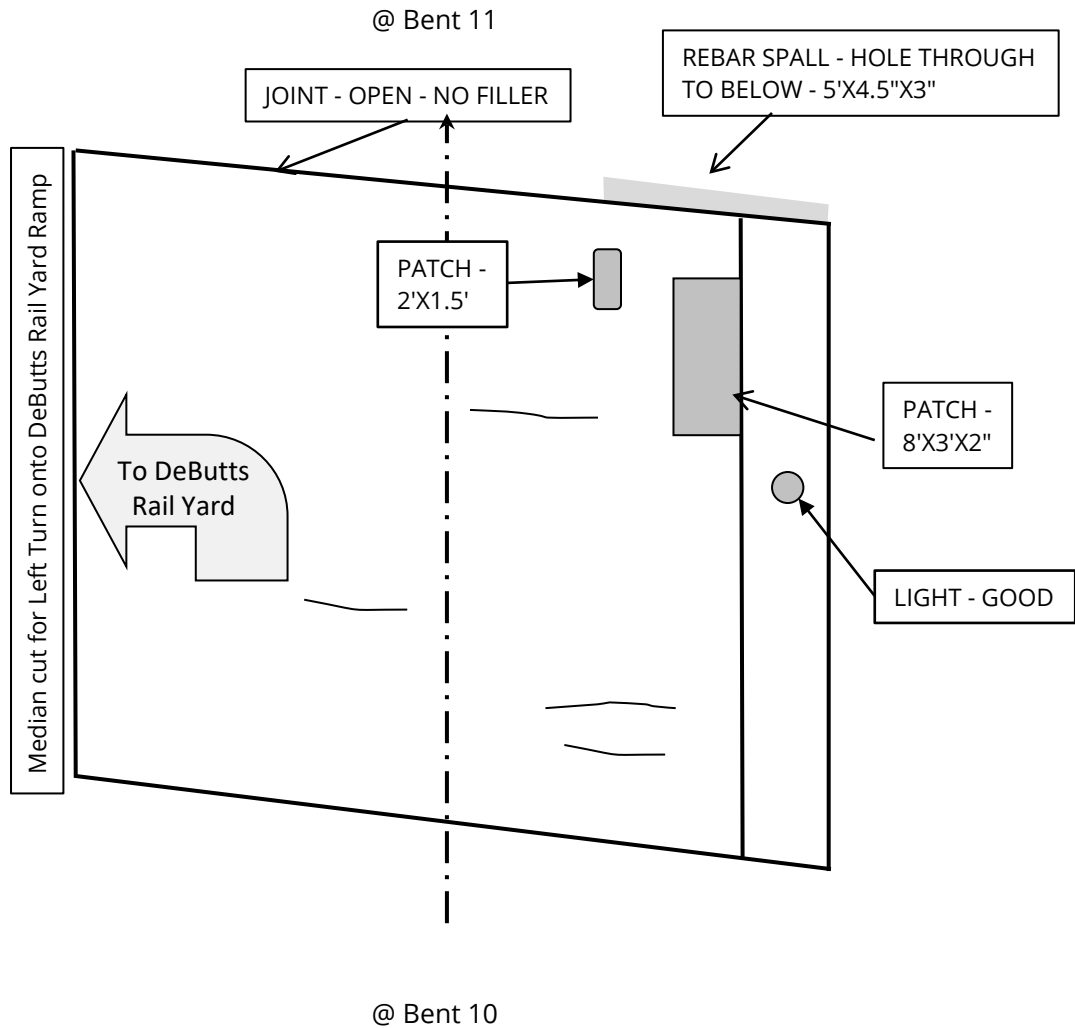 @ Bent 11
REBAR SPALL - HOLE THROUGH
TO BELOW - 5'X4.5"X3"
JOINT - OPEN - NO FILLER
Median cut for Left Turn onto DeButts Rail Yard Ramp
PATCH -
2'X1.5'
PATCH -
8'X3'X2"
To DeButts
Rail Yard
LIGHT - GOOD
@ Bent 10